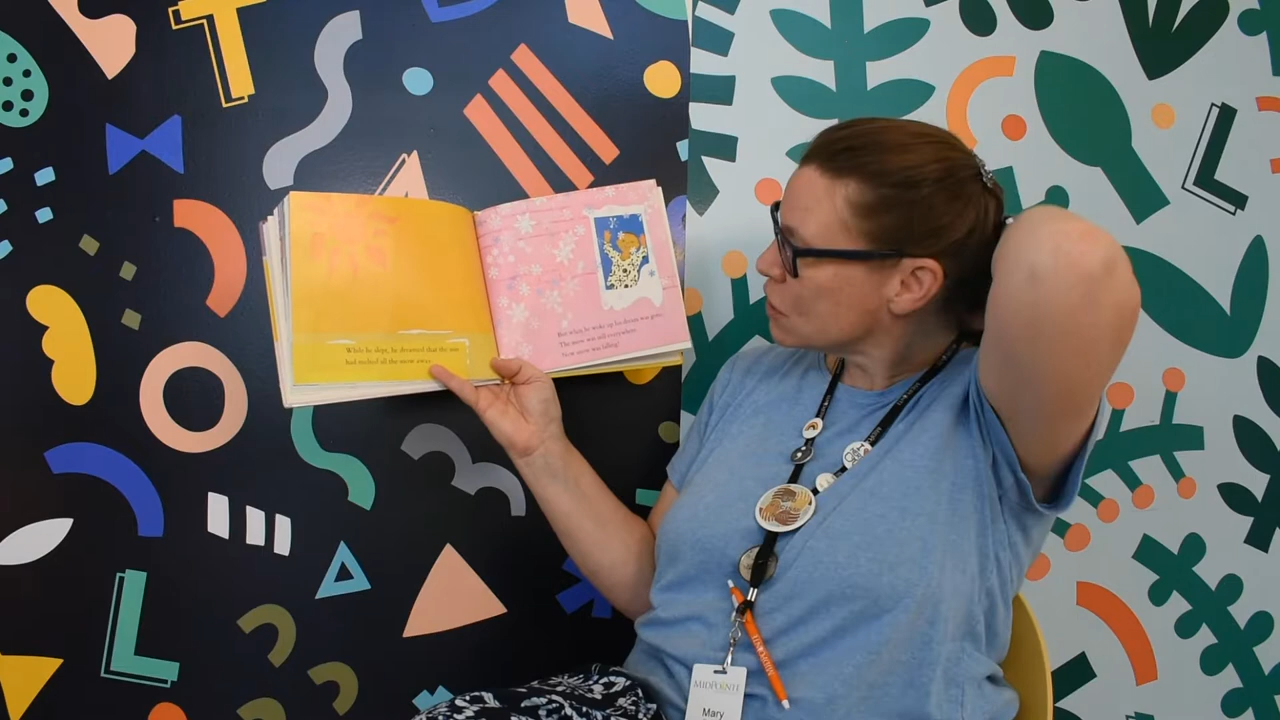 While he slept, he dreamed that the sun
had melted all the snow away.
But when he woke up his dream was gone.
The snow was still everywhere.
New snow was falling!
MIDPOINTE
Mary